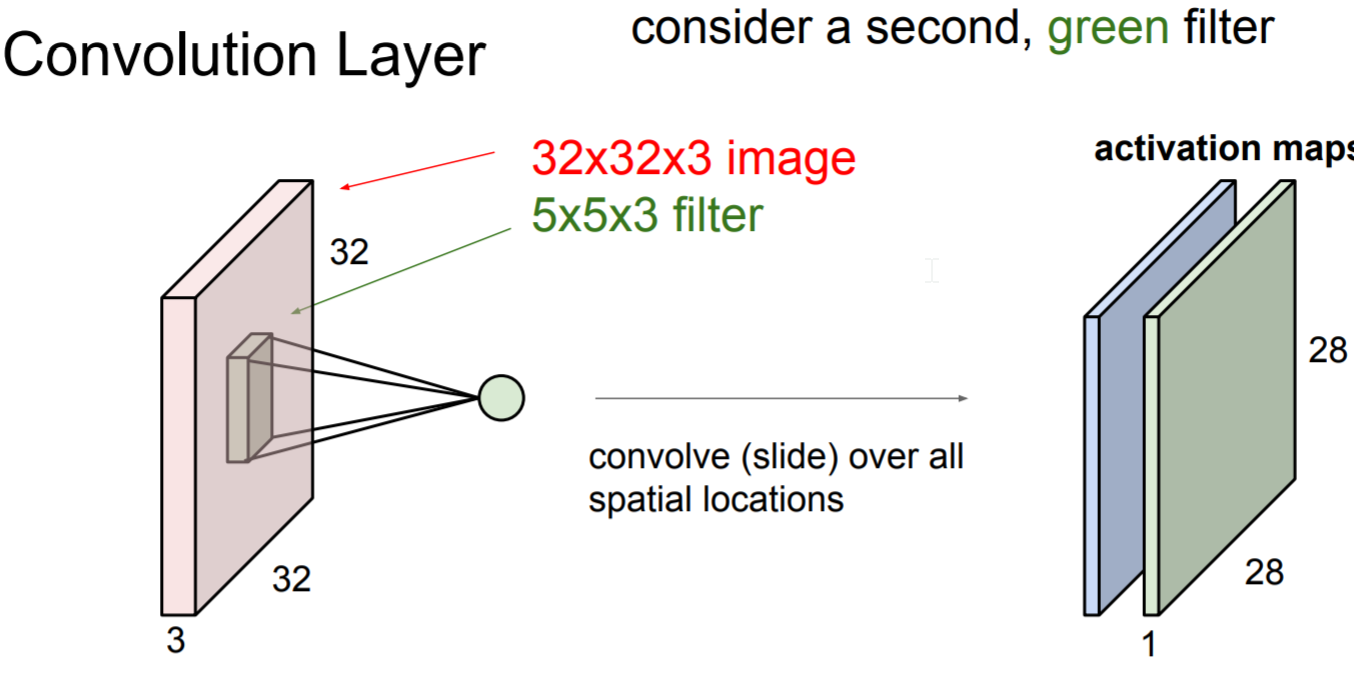 Convolution Layer
consider a second, green filter
32x32x3 image
5x5x3 filter
activation maps
32
32
3
convolve (slide) over all
spatial locations
28
28
1